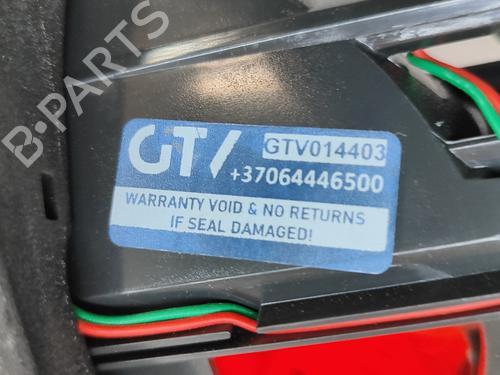 B-PARTS
GTV
GTV014403
+37064446500
WARRANTY VOID & NO RETURNS
IF SEAL DAMAGED!